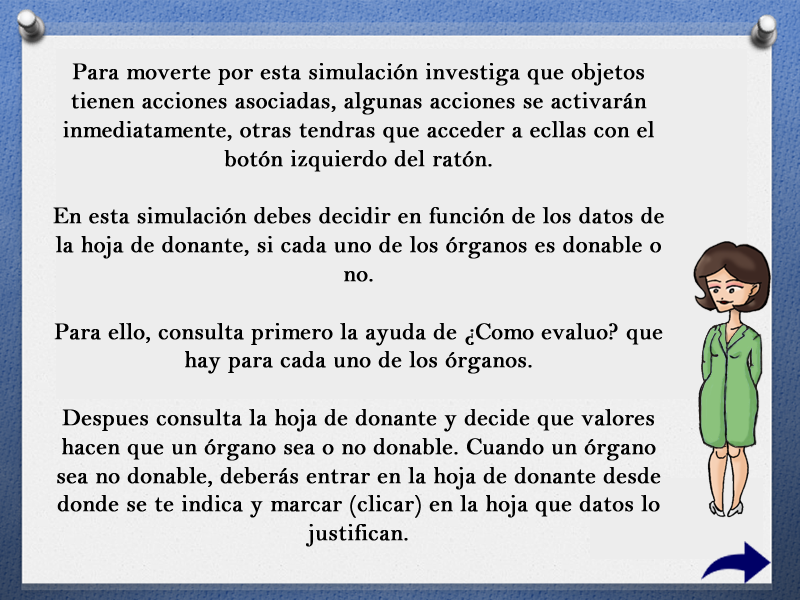 Para moverte por esta simulación investiga que objetos
tienen acciones asociadas, algunas acciones se activarán
inmediatamente, otras tendras que acceder a ecllas con el
botón izquierdo del ratón.
En esta simulación debes decidir en función de los datos de
la hoja de donante, si cada uno de los órganos es donable o
no.
Para ello, consulta primero la ayuda de ¿Como evaluo? que
hay para cada uno de los órganos.
Despues consulta la hoja de donante y decide que valores
hacen que un órgano sea o no donable. Cuando un órgano
sea no donable, deberás entrar en la hoja de donante desde
donde se te indica y marcar (clicar) en la hoja que datos lo
justifican.